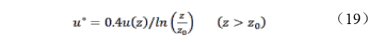 u* = 0.4u(z)/ln(z/z₀) (z > z₀) （19）